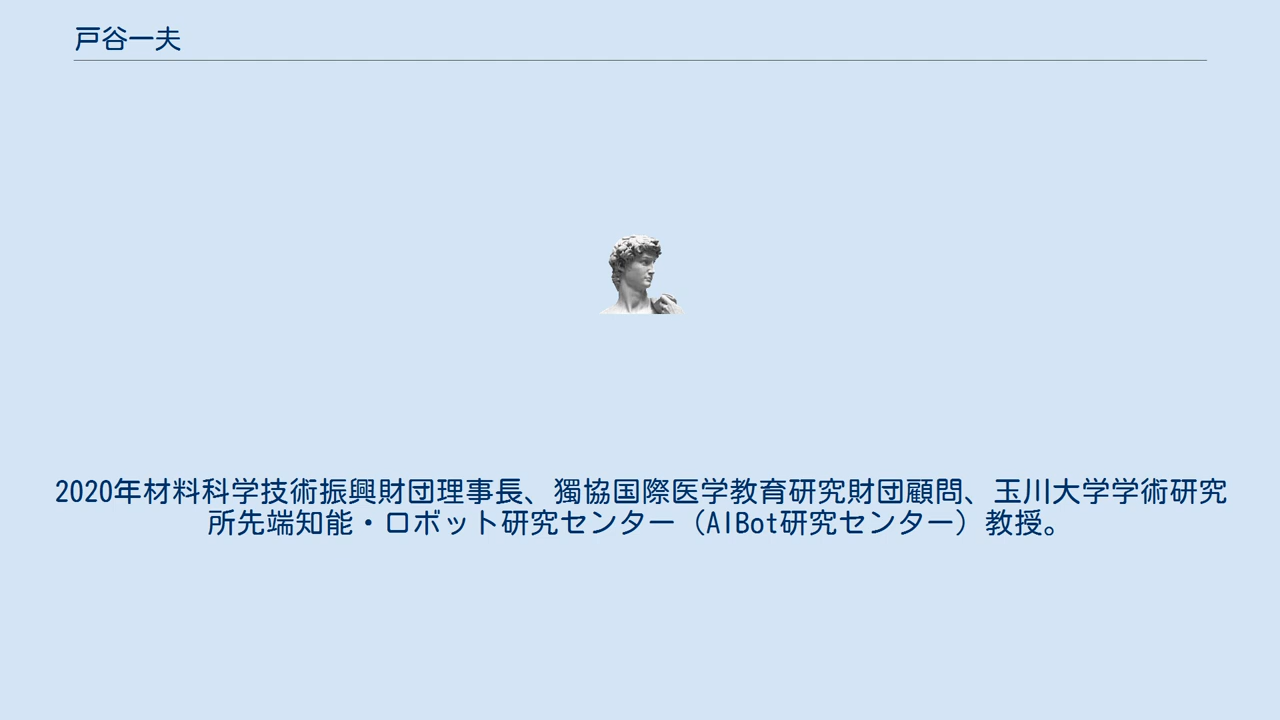 戸谷一夫
2020年材料科学技術振興財団理事長、獨協国際医学教育研究財団顧問、玉川大学学術研究
所先端知能・ロボット研究センター（AIBot研究センター）教授。